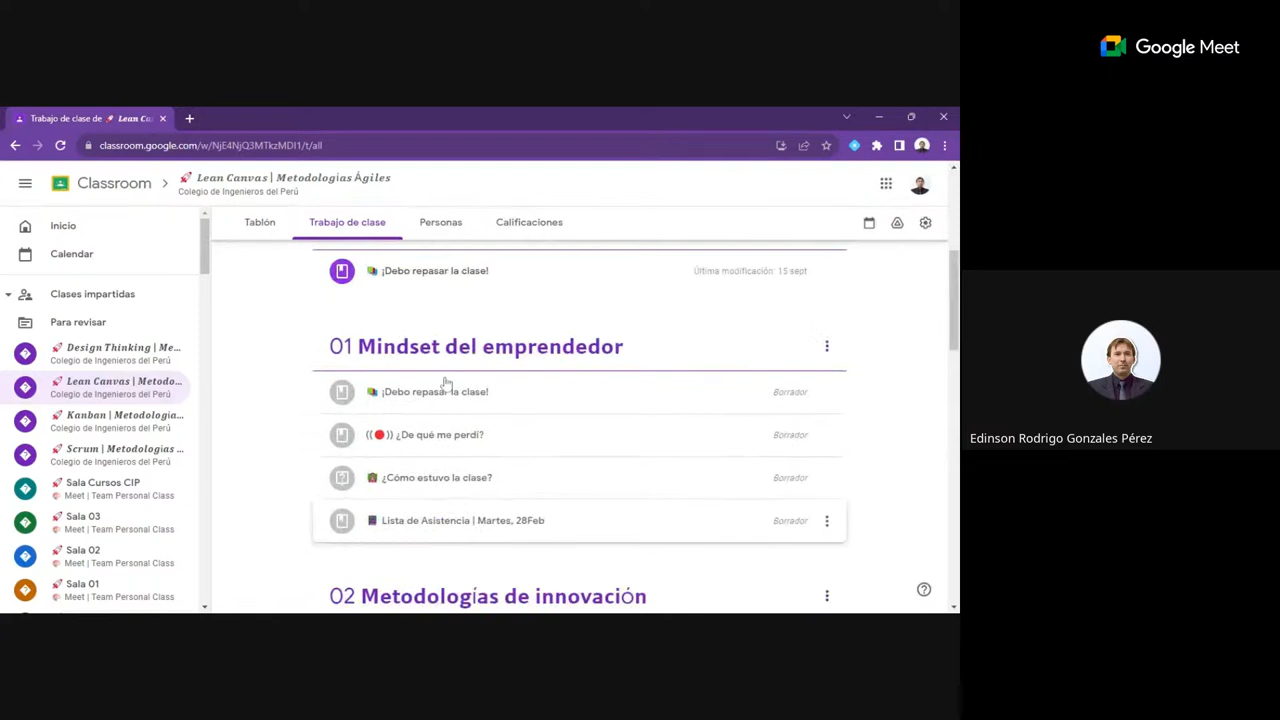 Google Meet
Trabajo de clase de 🚀 Lean Ca
classroom.google.com/w/NjE4NjQ3MTkzMDI1/t/all
Classroom
🚀 Lean Canvas | Metodologías Ágiles
Colegio de Ingenieros del Perú
Inicio
Calendar
Clases impartidas
Para revisar
🚀 Design Thinking | Me...
Colegio de Ingenieros del Perú
🚀 Lean Canvas | Metodo...
Colegio de Ingenieros del Perú
🚀 Kanban | Metodologia...
Colegio de Ingenieros del Perú
🚀 Scrum | Metodologias ...
Colegio de Ingenieros del Perú
🚀 Sala Cursos CIP
Meet | Team Personal Class
🚀 Sala 03
Meet | Team Personal Class
🚀 Sala 02
Meet | Team Personal Class
🚀 Sala 01
Meet | Team Personal Class
Tablón
Trabajo de clase
Personas
Calificaciones
📚 ¡Debo repasar la clase! Última modificación: 15 sept
01 Mindset del emprendedor
📚 ¡Debo repasar la clase! Borrador
((🔴)) ¿De qué me perdí? Borrador
¿Cómo estuvo la clase? Borrador
Lista de Asistencia | Martes, 28Feb Borrador
02 Metodologías de innovación
Edinson Rodrigo Gonzales Pérez